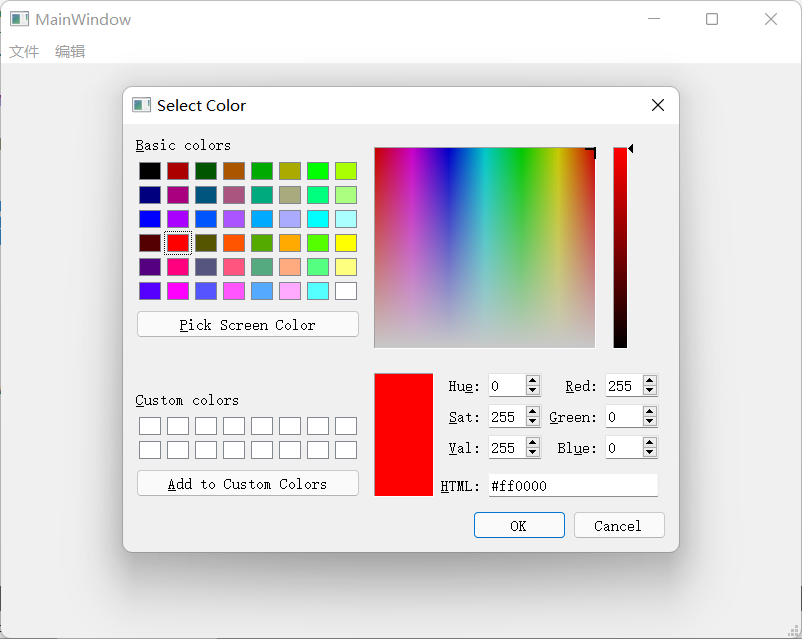 MainWindow
文件 编辑
Select Color
Basic colors
Pick Screen Color
Custom colors
Add to Custom Colors
Hue: 0 Red: 255
Sat: 255 Green: 0
Val: 255 Blue: 0
HTML: #ff0000
OK Cancel